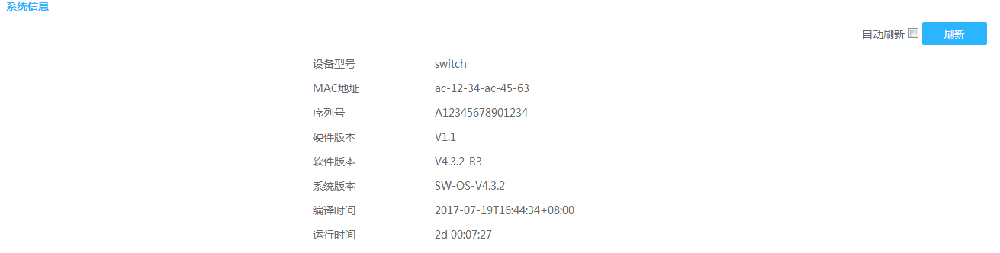 系统信息
自动刷新 刷新
设备型号 switch
MAC地址 ac-12-34-ac-45-63
序列号 A12345678901234
硬件版本 V1.1
软件版本 V4.3.2-R3
系统版本 SW-OS-V4.3.2
编译时间 2017-07-19T16:44:34+08:00
运行时间 2d 00:07:27